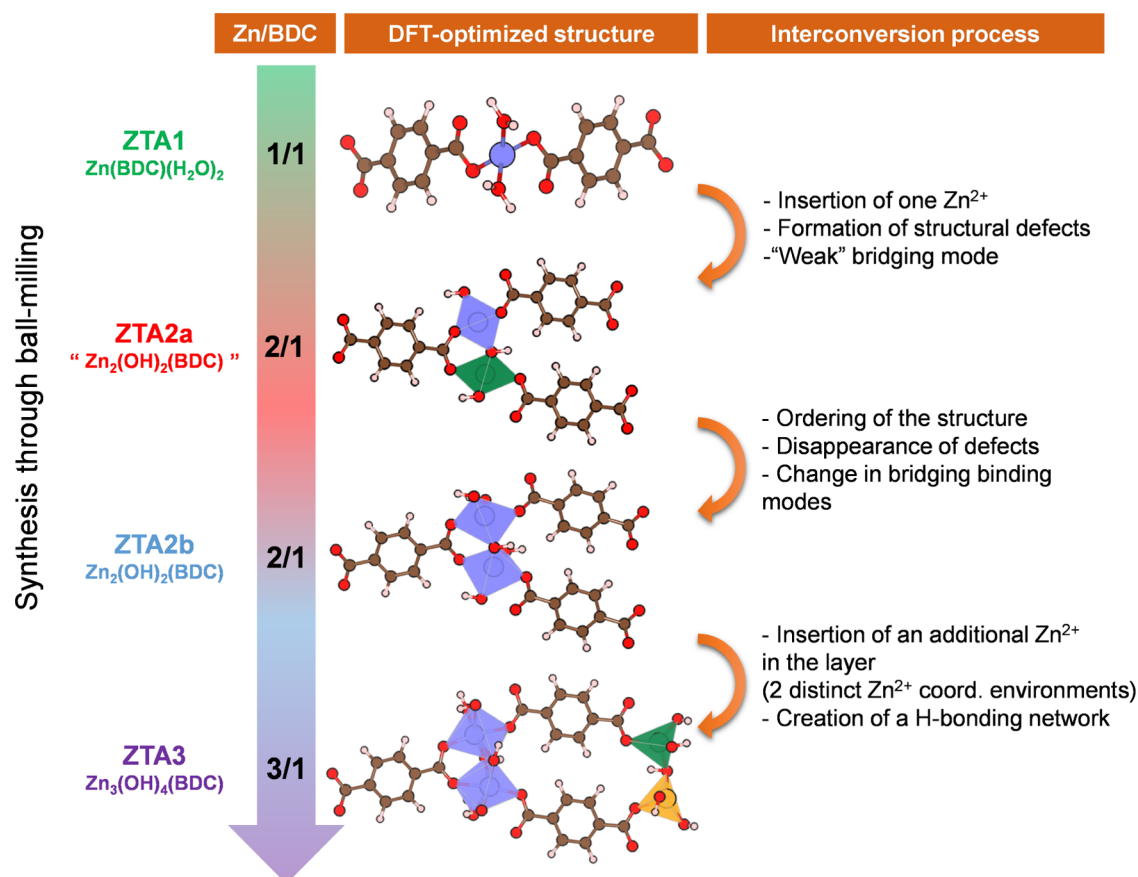 Zn/BDC
DFT-optimized structure
Interconversion process
Synthesis through ball-milling
ZTA1
Zn(BDC)(H₂O)₂
1/1
- Insertion of one Zn²⁺
- Formation of structural defects
-“Weak” bridging mode
ZTA2a
“ Zn₂(OH)₂(BDC) ”
2/1
- Ordering of the structure
- Disappearance of defects
- Change in bridging binding
modes
ZTA2b
Zn₂(OH)₂(BDC)
2/1
- Insertion of an additional Zn²⁺
in the layer
(2 distinct Zn²⁺ coord. environments)
- Creation of a H-bonding network
ZTA3
Zn₃(OH)₄(BDC)
3/1